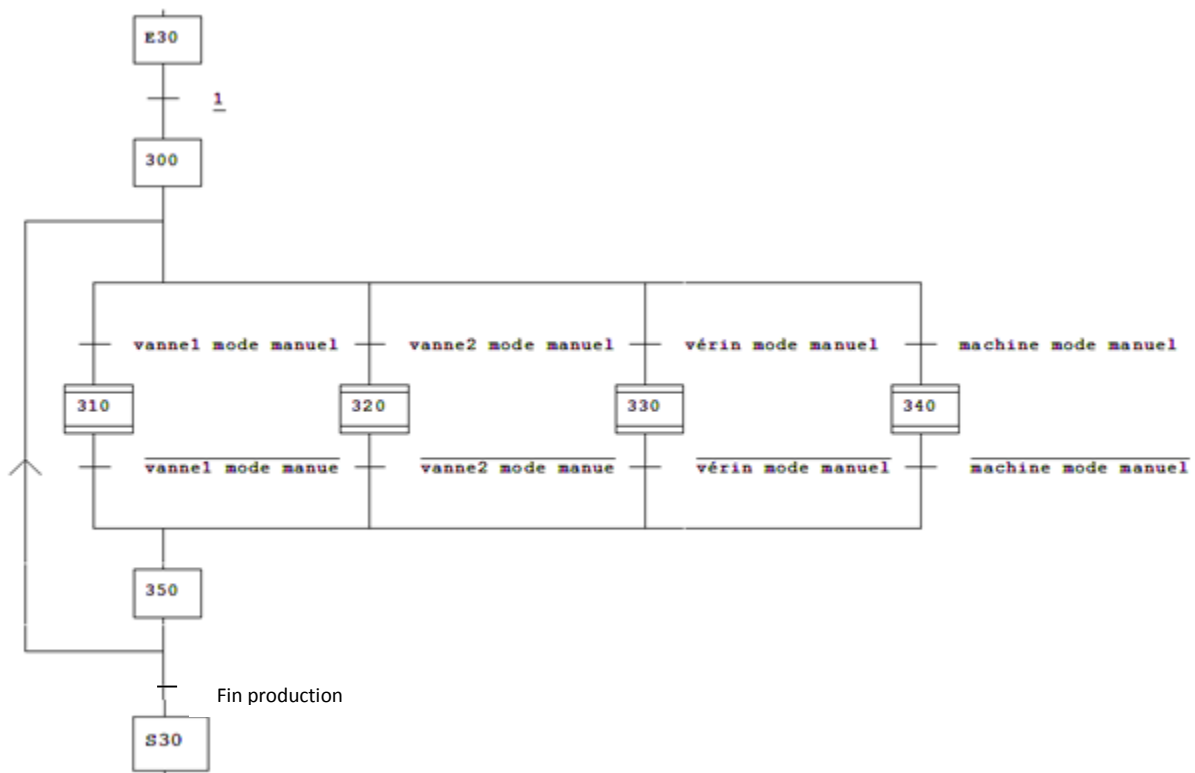 E30
1
300
vanne1 mode manuel
vanne2 mode manuel
vérin mode manuel
machine mode manuel
310
320
330
340
vanne1 mode manue
vanne2 mode manue
vérin mode manuel
machine mode manuel
350
Fin production
S30